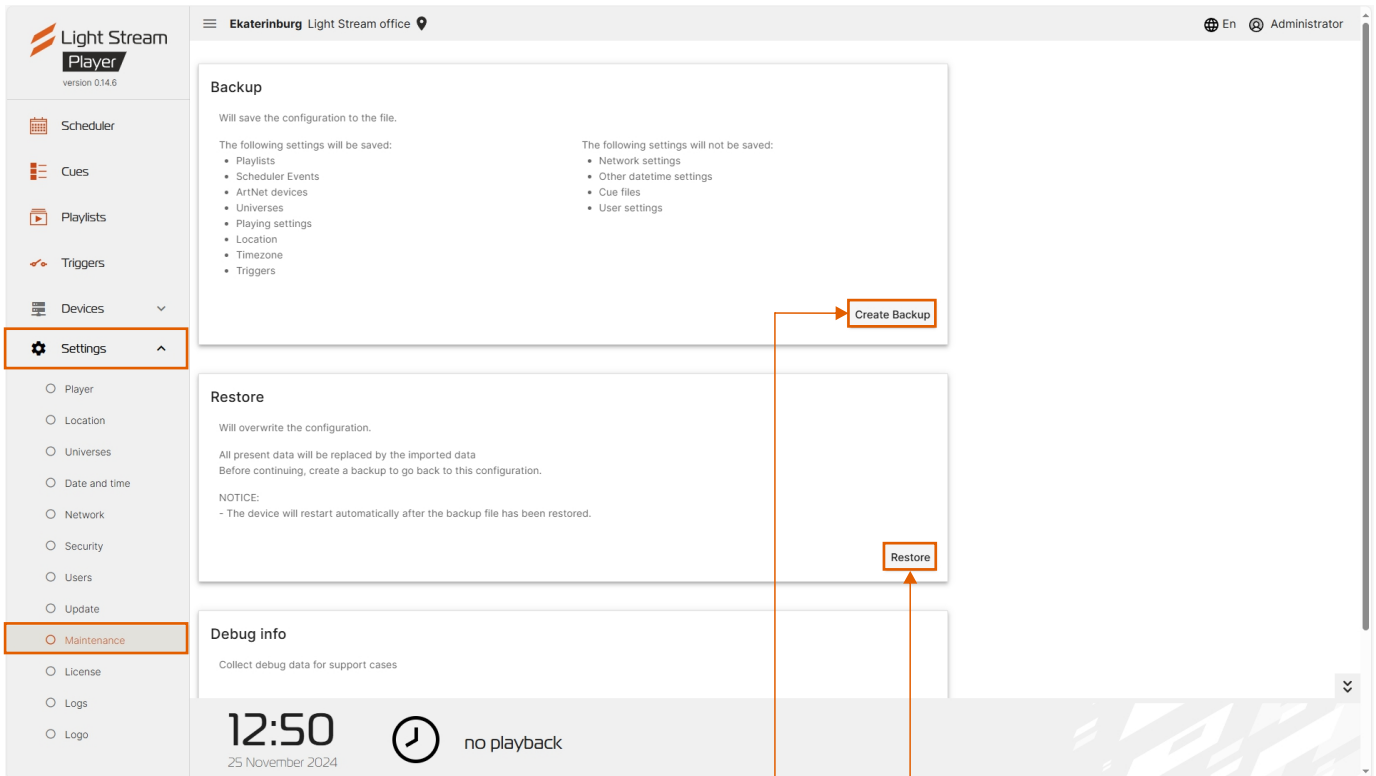 Light Stream
Player
version 0.14.6
Ekaterinburg Light Stream office
En
Administrator
Scheduler
Cues
Playlists
Triggers
Devices
Settings
Player
Location
Universes
Date and time
Network
Security
Users
Update
Maintenance
License
Logs
Logo
Backup
Will save the configuration to the file.
The following settings will be saved:
• Playlists
• Scheduler Events
• ArtNet devices
• Universes
• Playing settings
• Location
• Timezone
• Triggers
The following settings will not be saved:
• Network settings
• Other datetime settings
• Cue files
• User settings
Create Backup
Restore
Will overwrite the configuration.
All present data will be replaced by the imported data
Before continuing, create a backup to go back to this configuration.
NOTICE:
- The device will restart automatically after the backup file has been restored.
Restore
Debug info
Collect debug data for support cases
12:50
25 November 2024
no playback